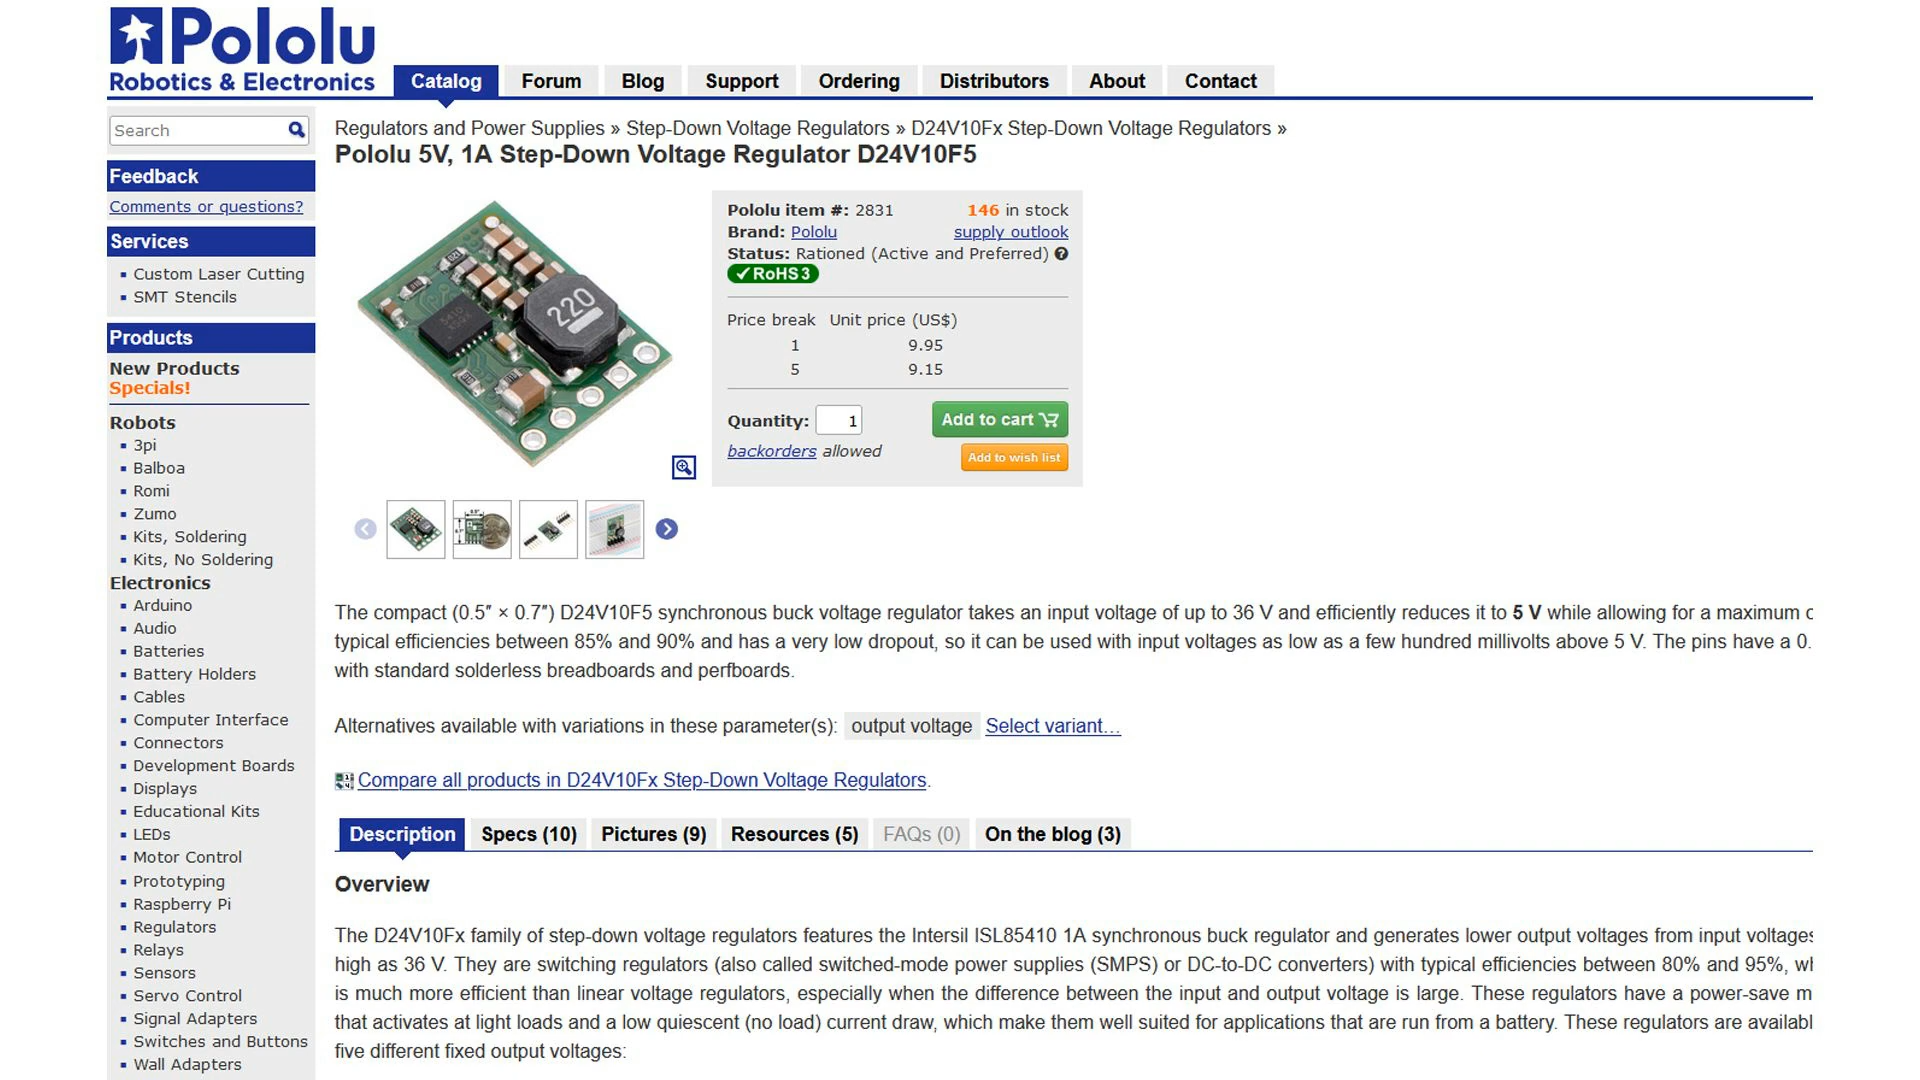 Pololu
Robotics & Electronics
Catalog
Forum
Blog
Support
Ordering
Distributors
About
Contact
Search
Feedback
Comments or questions?
Services
Custom Laser Cutting
SMT Stencils
Products
New Products
Specials!
Robots
3pi
Balboa
Romi
Zumo
Kits, Soldering
Kits, No Soldering
Electronics
Arduino
Audio
Batteries
Battery Holders
Cables
Computer Interface
Connectors
Development Boards
Displays
Educational Kits
LEDs
Motor Control
Prototyping
Raspberry Pi
Regulators
Relays
Sensors
Servo Control
Signal Adapters
Switches and Buttons
Wall Adapters
Regulators and Power Supplies » Step-Down Voltage Regulators » D24V10Fx Step-Down Voltage Regulators »
Pololu 5V, 1A Step-Down Voltage Regulator D24V10F5
220
Pololu item #: 2831 146 in stock
Brand: Pololu supply outlook
Status: Rationed (Active and Preferred) ?
✓RoHS 3
Price break Unit price (US$)
1 9.95
5 9.15
Quantity: 1 Add to cart
backorders allowed Add to wish list
The compact (0.5″ × 0.7″) D24V10F5 synchronous buck voltage regulator takes an input voltage of up to 36 V and efficiently reduces it to 5 V while allowing for a maximum
typical efficiencies between 85% and 90% and has a very low dropout, so it can be used with input voltages as low as a few hundred millivolts above 5 V. The pins have a 0.
with standard solderless breadboards and perfboards.
Alternatives available with variations in these parameter(s): output voltage Select variant…
Compare all products in D24V10Fx Step-Down Voltage Regulators.
Description
Specs (10)
Pictures (9)
Resources (5)
FAQs (0)
On the blog (3)
Overview
The D24V10Fx family of step-down voltage regulators features the Intersil ISL85410 1A synchronous buck regulator and generates lower output voltages from input voltages
high as 36 V. They are switching regulators (also called switched-mode power supplies (SMPS) or DC-to-DC converters) with typical efficiencies between 80% and 95%,
is much more efficient than linear voltage regulators, especially when the difference between the input and output voltage is large. These regulators have a power-save m
that activates at light loads and a low quiescent (no load) current draw, which make them well suited for applications that are run from a battery. These regulators are availabl
five different fixed output voltages: